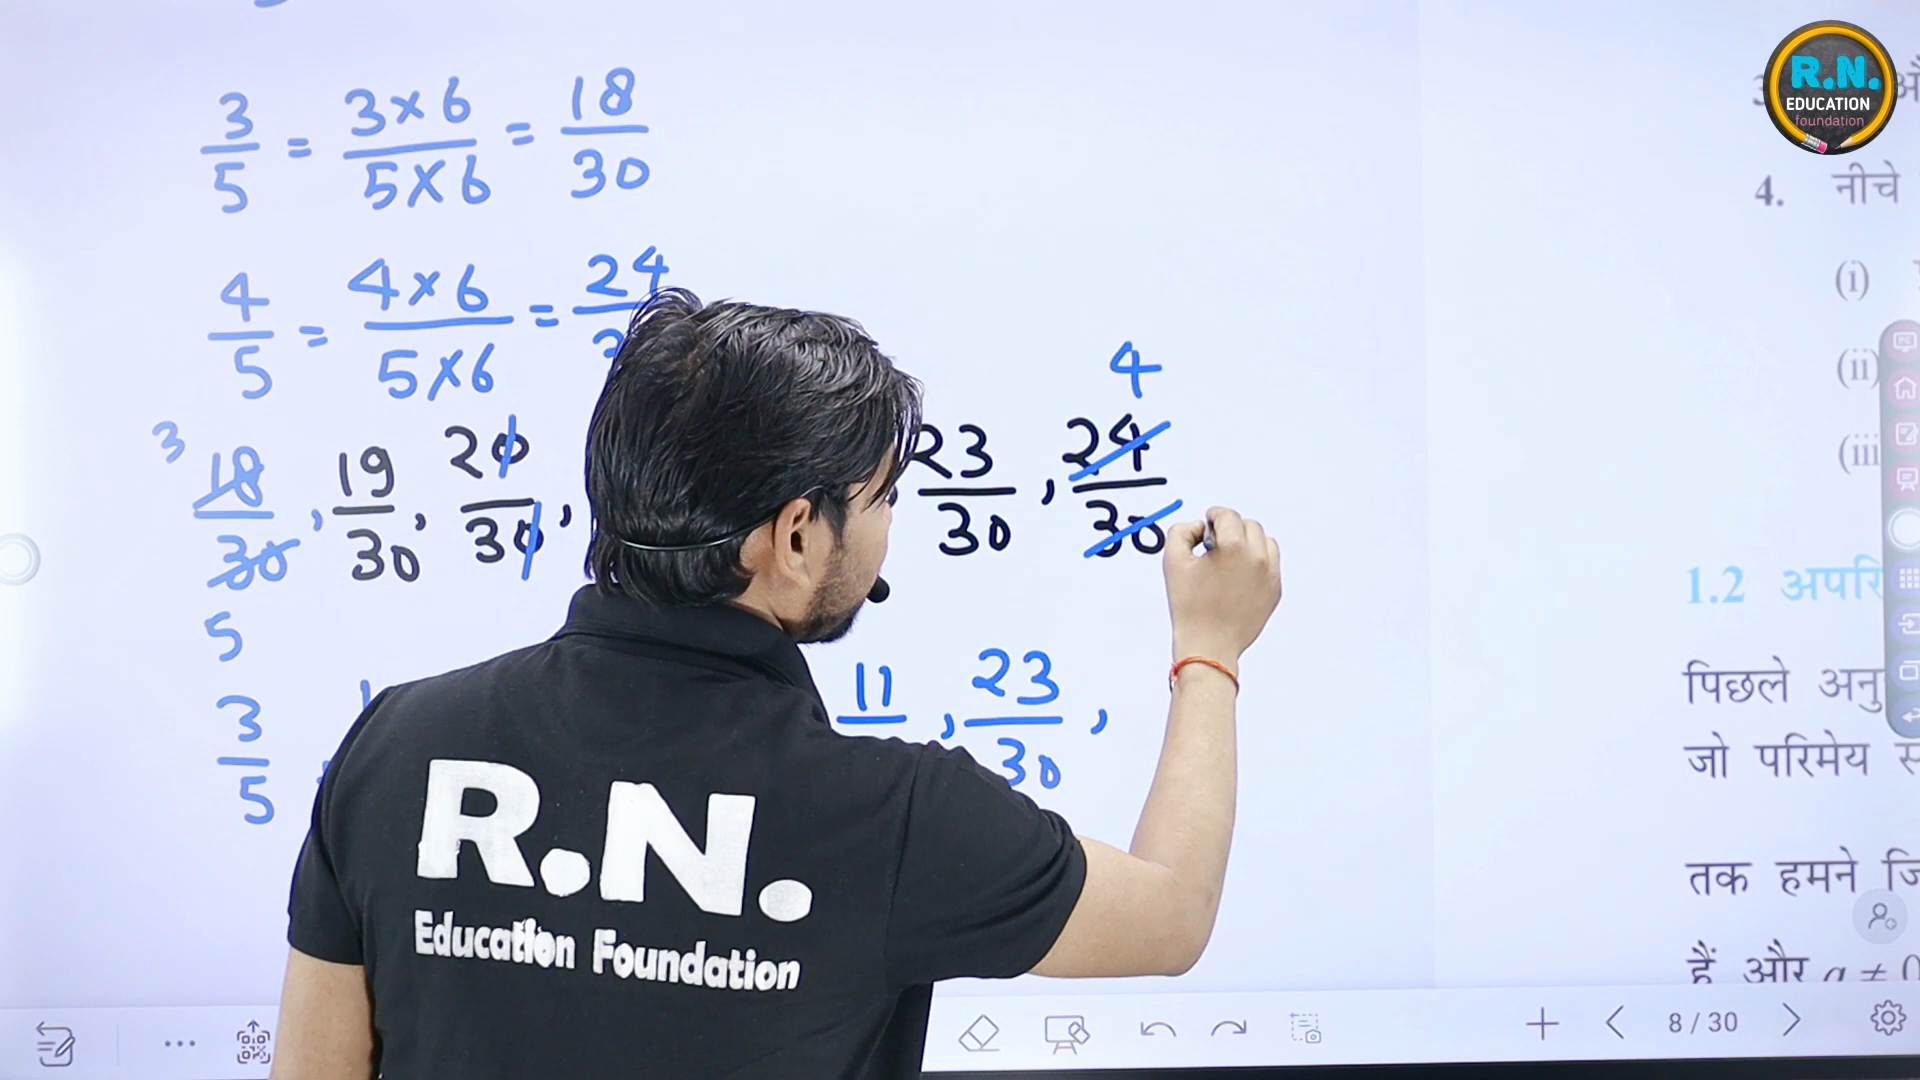 3/5 = 3×6/5×6 = 18/30
4/5 = 4×6/5×6 = 24/
3 4
18/30, 19/30, 20/30, 23/30, 24/30
5
3/5 11 , 23/30 ,
R.N.
Education Foundation
R.N.
EDUCATION
foundation
4. नीचे
(i)
(ii)
(iii
1.2 अपरि
पिछले अनु
जो परिमेय
तक हमने
हैं और q ≠ 0
8 / 30